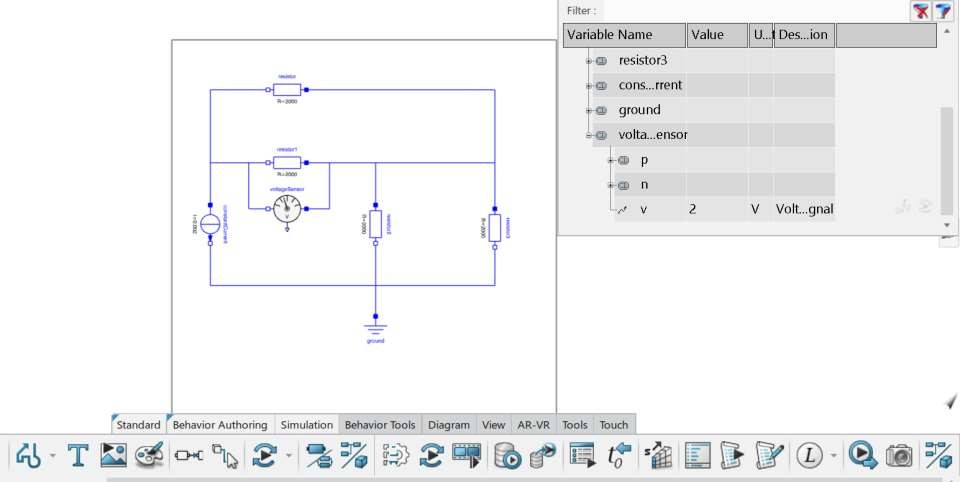 Filter :
Variable Name Value U...t Des...ion
resistor3
cons...rrent
ground
volta...ensor
p
n
v 2 V Volt...gnal
resistor
R=2000
resistor1
R=2000
voltageSensor
V
I=0.002
constantCurrent
R=2000
resistor2
R=2000
resistor3
ground
Standard Behavior Authoring Simulation Behavior Tools Diagram View AR-VR Tools Touch